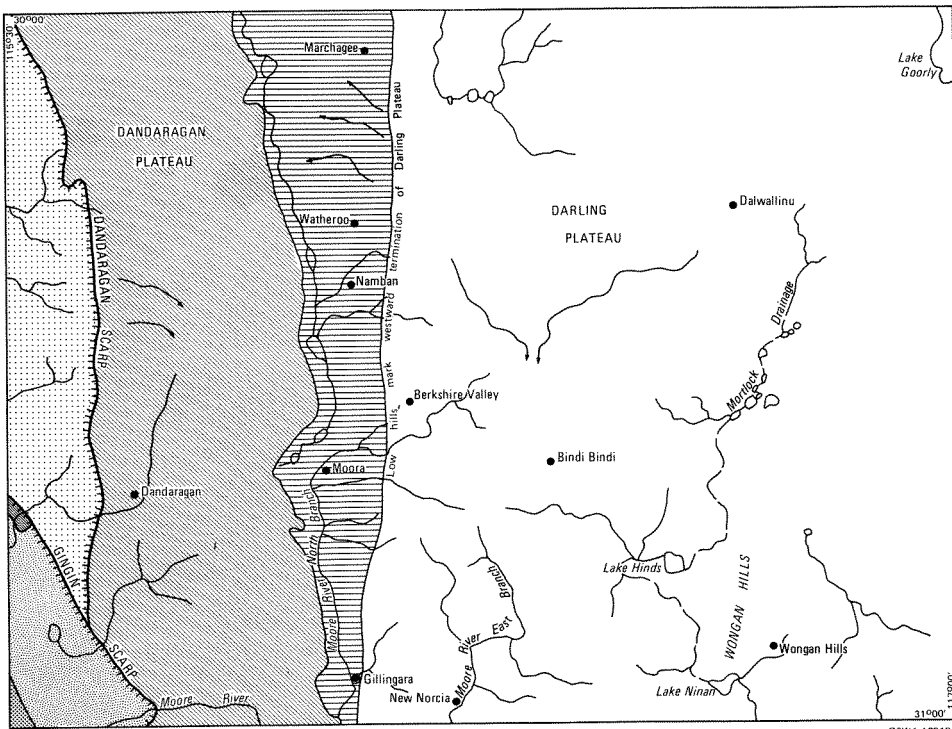 30°00'
115°30'
Marchagee
Lake
Goorly
DANDARAGAN
PLATEAU
Low hills mark westward termination of Darling Plateau
Dalwallinu
DARLING
PLATEAU
Watheroo
DANDARAGAN SCARP
Namban
Mortlock Drainage
Berkshire Valley
Bindi Bindi
Moora
Dandaragan
Moore River North Branch
GINGIN SCARP
Lake Hinds
WONGAN HILLS
Moore River East Branch
Wongan Hills
Gillingara
Lake Ninan
New Norcia
Moore River
31°00'
117°00'